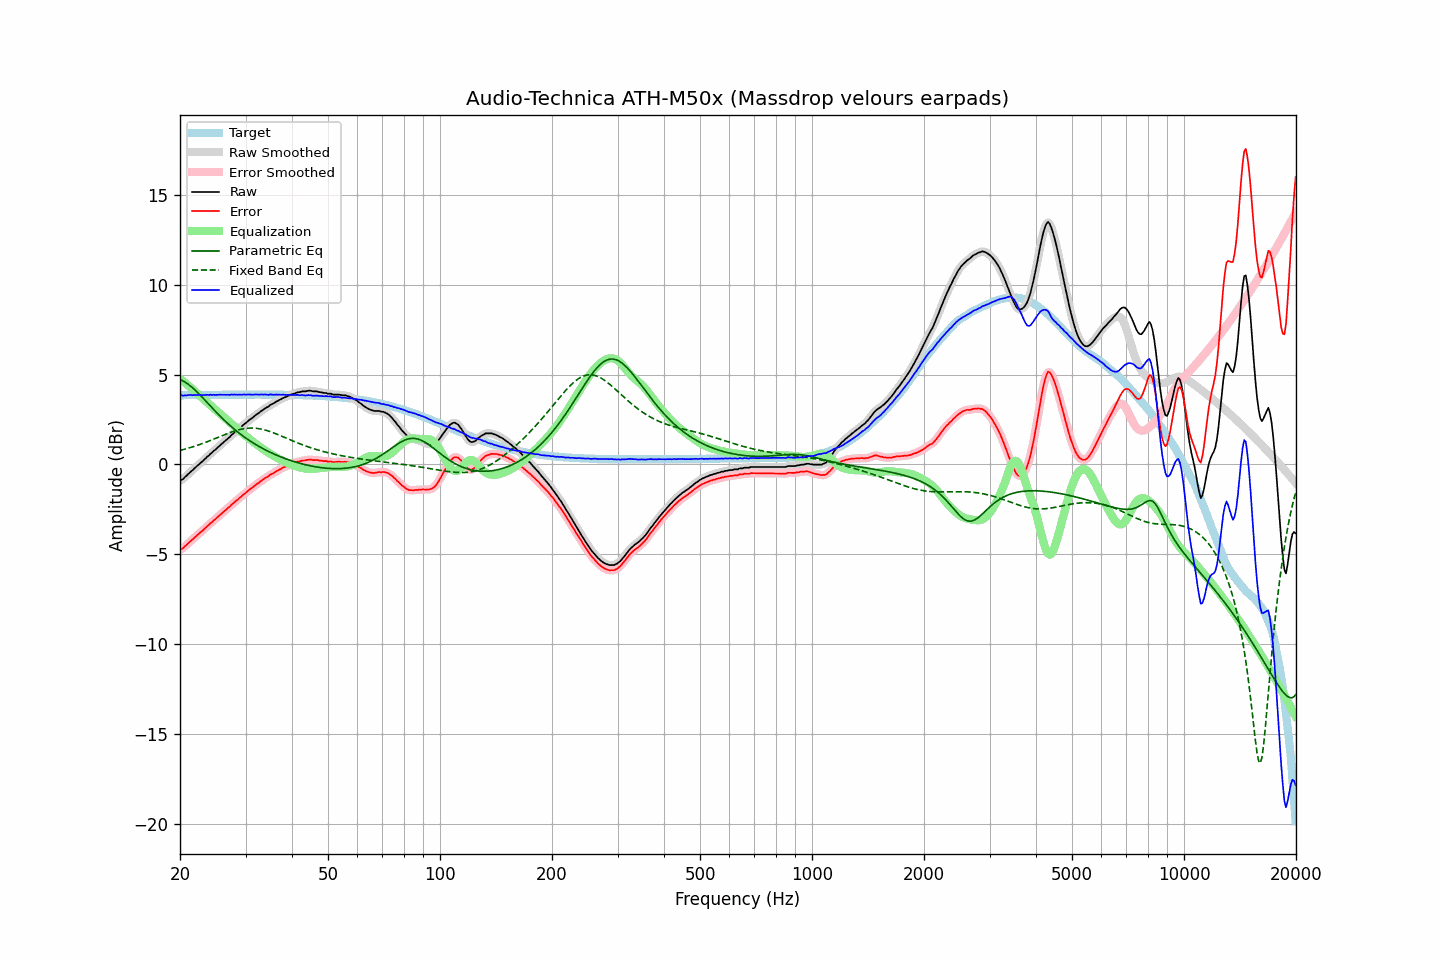 Audio-Technica ATH-M50x (Massdrop velours earpads)
Target
Raw Smoothed
Error Smoothed
Raw
Error
Equalization
Parametric Eq
Fixed Band Eq
Equalized
Amplitude (dBr)
15
10
5
0
−5
−10
−15
−20
20 50 100 200 500 1000 2000 5000 10000 20000
Frequency (Hz)